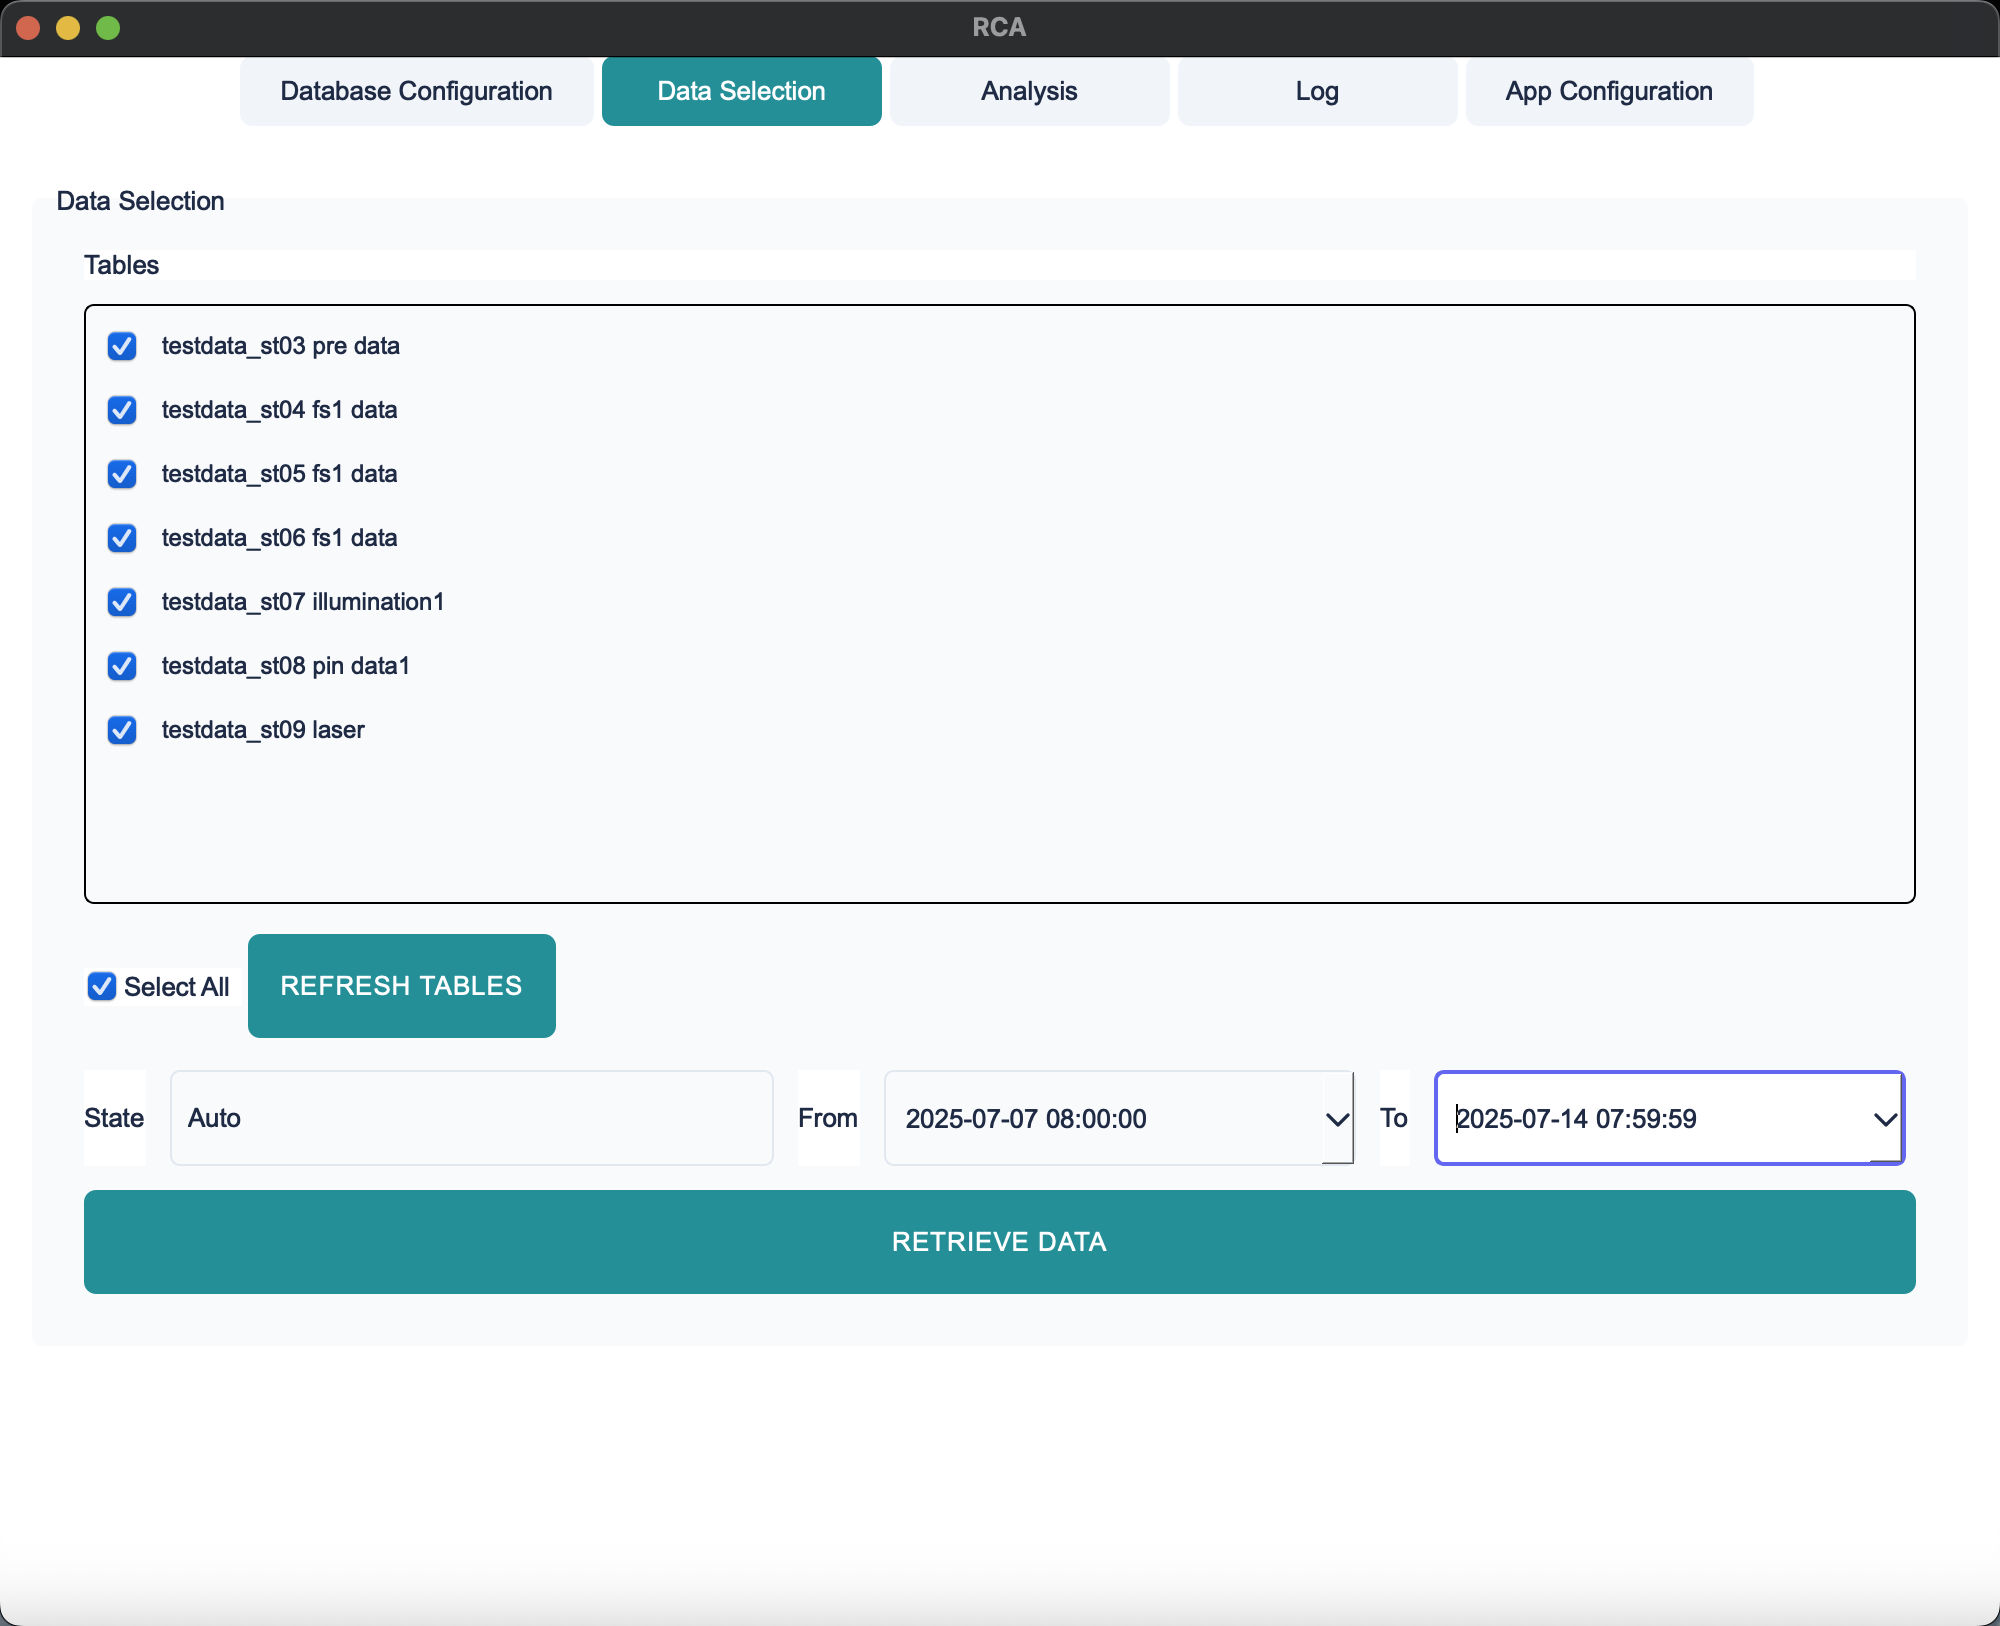 RCA
Database Configuration Data Selection Analysis Log App Configuration
Data Selection
Tables
testdata_st03 pre data
testdata_st04 fs1 data
testdata_st05 fs1 data
testdata_st06 fs1 data
testdata_st07 illumination1
testdata_st08 pin data1
testdata_st09 laser
Select All REFRESH TABLES
State Auto From 2025-07-07 08:00:00 To 2025-07-14 07:59:59
RETRIEVE DATA